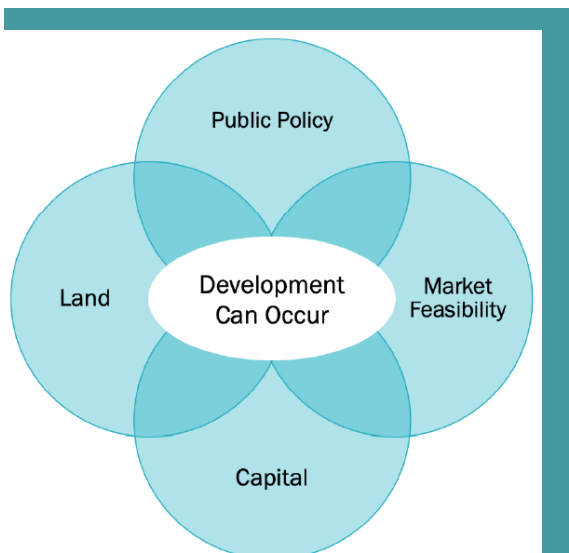 Public Policy
Land
Development
Can Occur
Market
Feasibility
Capital